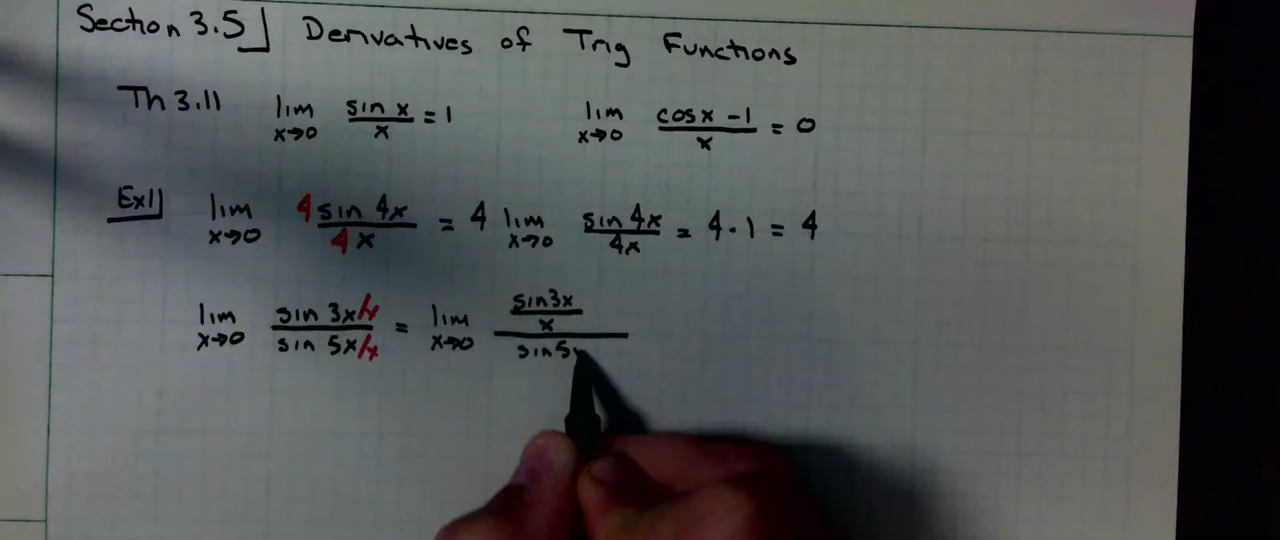 Section 3.5] Derivatives of Trig Functions
Th 3.11 lim x→0 sin x / x = 1 lim x→0 cos x - 1 / x = 0
Ex1] lim x→0 4 sin 4x / 4x = 4 lim x→0 sin 4x / 4x = 4 · 1 = 4
lim x→0 sin 3x/x / sin 5x/x = lim x→0 sin 3x / x / sin 5x